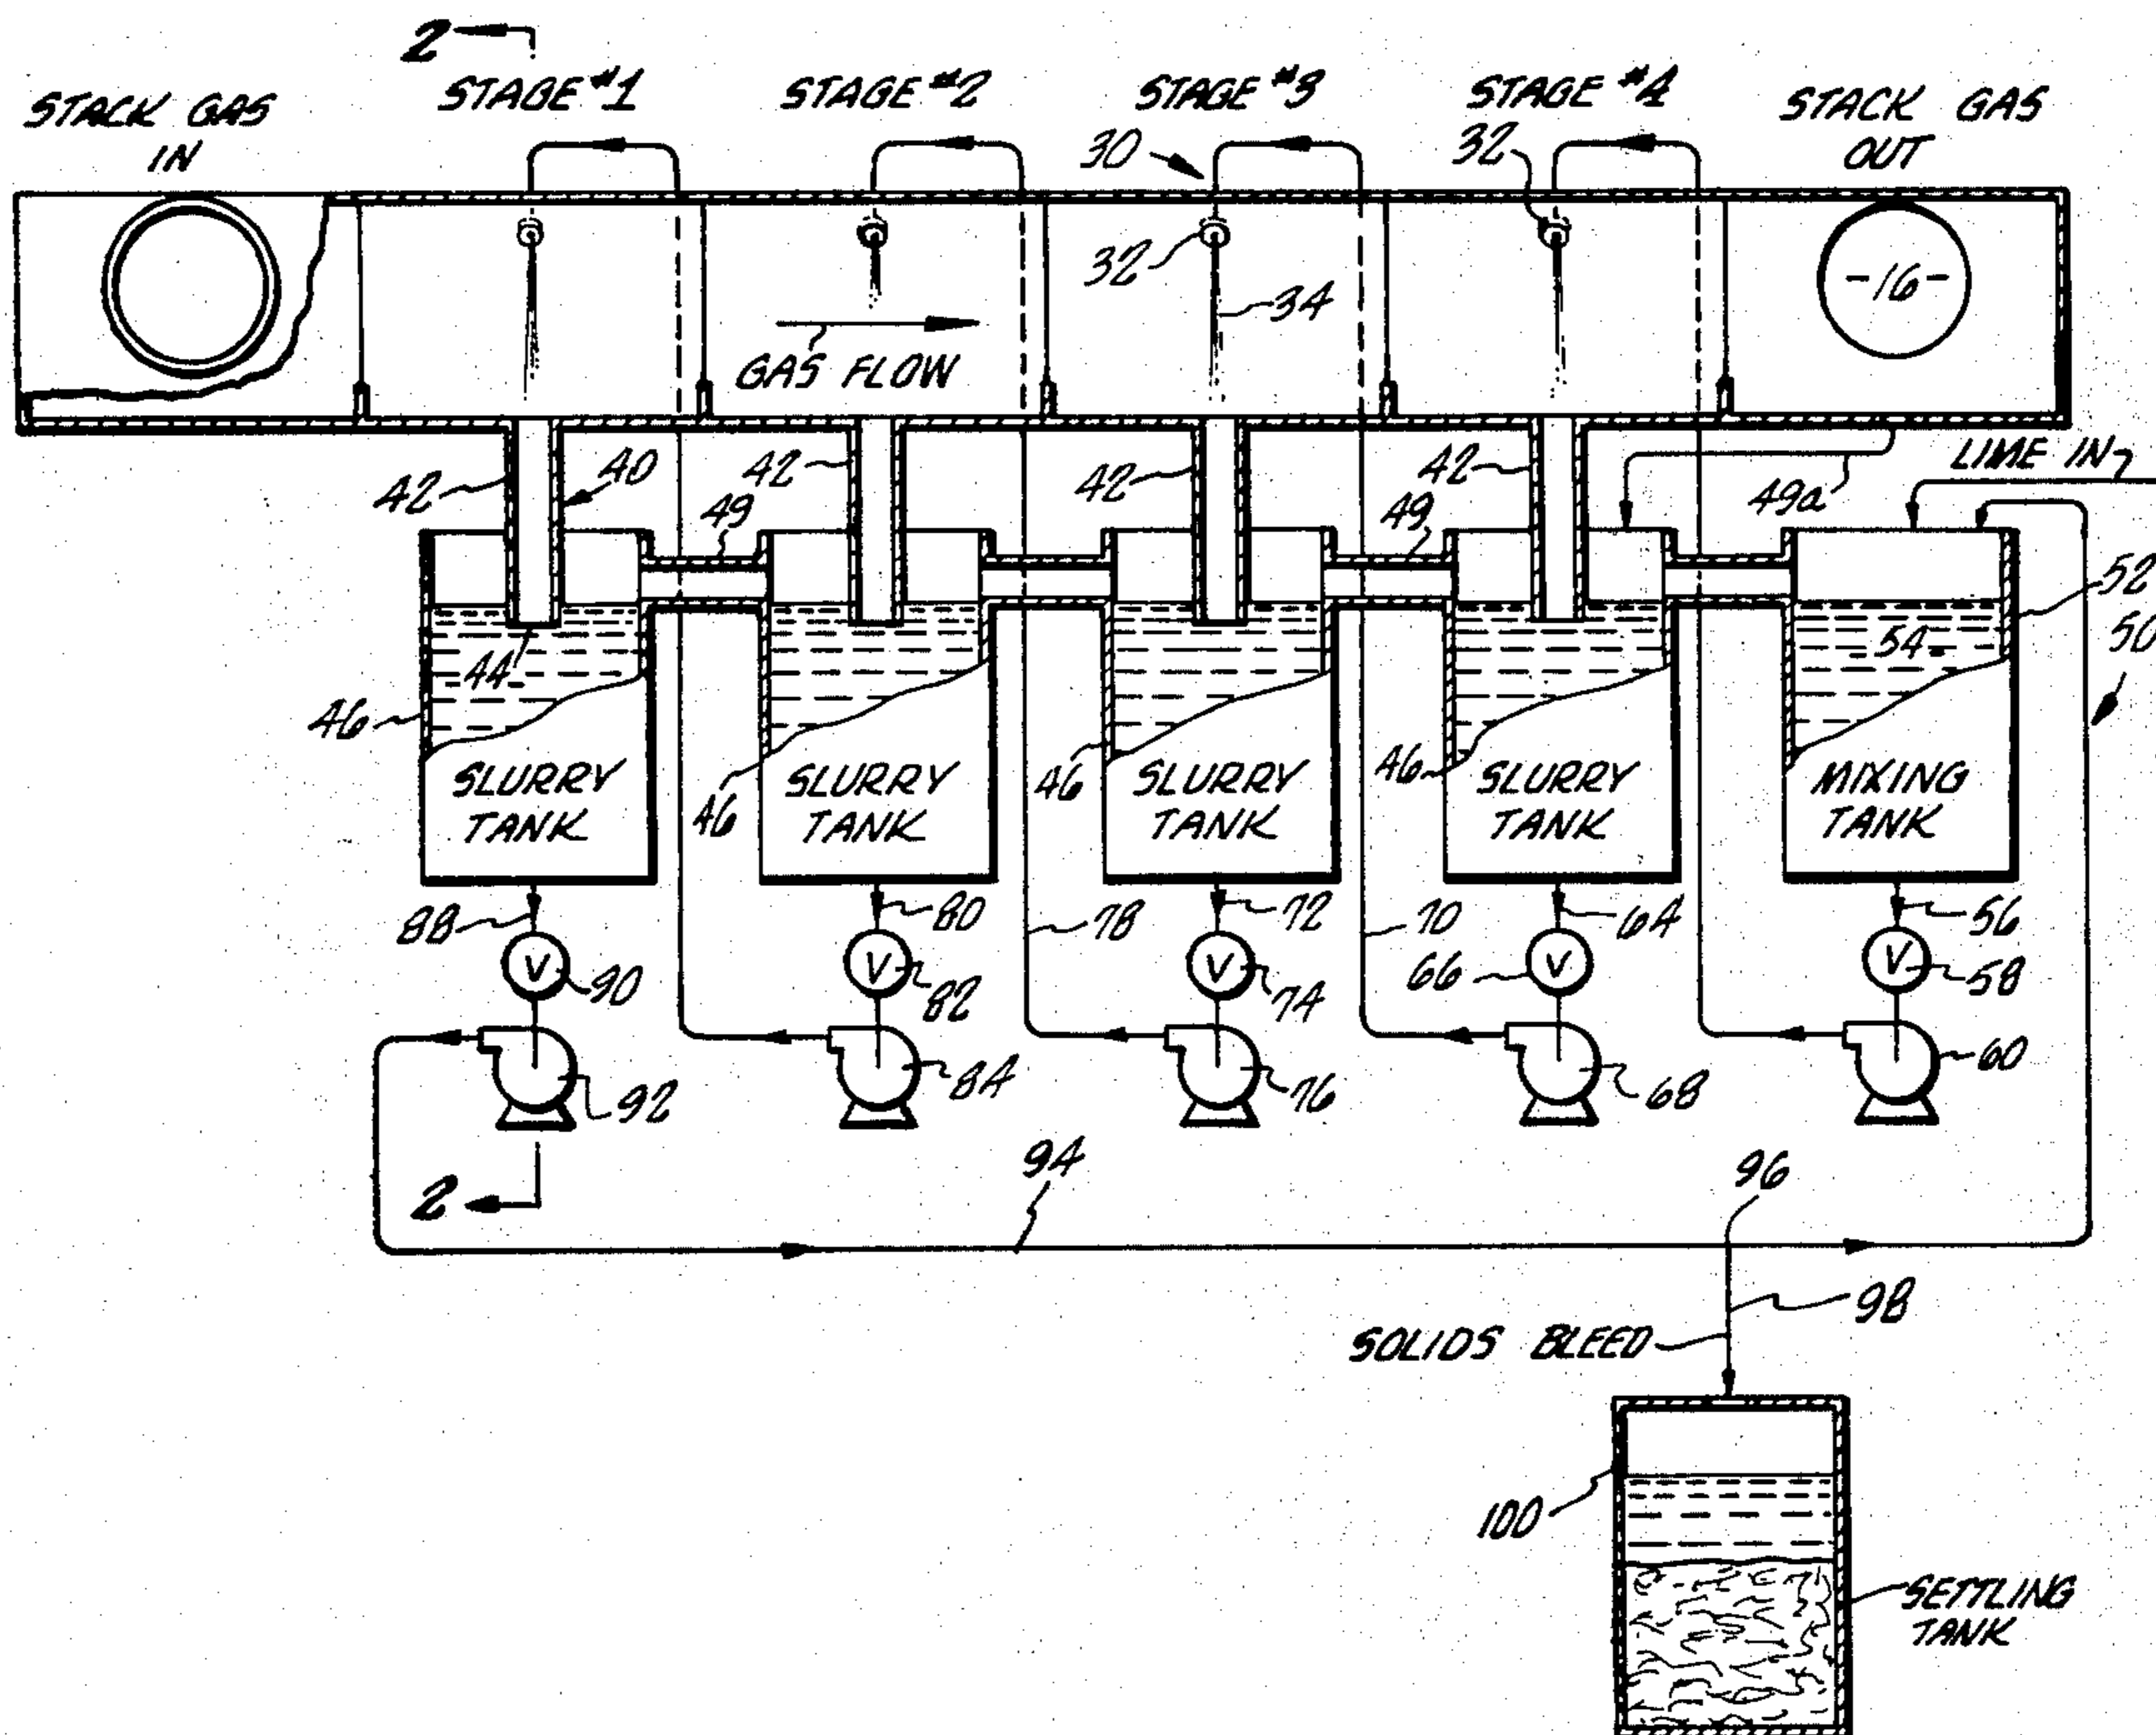 2
STAGE #1
STAGE #2
STAGE #3
STAGE #4
STACK GAS
IN
STACK GAS
OUT
30
32
32
34
-16-
GAS FLOW
42
40
42
42
42
49
49
49a
LIME IN
52
50
44
54
46
46
46
46
SLURRY
TANK
SLURRY
TANK
SLURRY
TANK
SLURRY
TANK
MIXING
TANK
88
80
78
72
70
64
56
V
90
V
82
V
74
66
V
V
58
92
84
76
68
60
2
94
96
98
SOLIDS BLEED
100
SETTLING
TANK